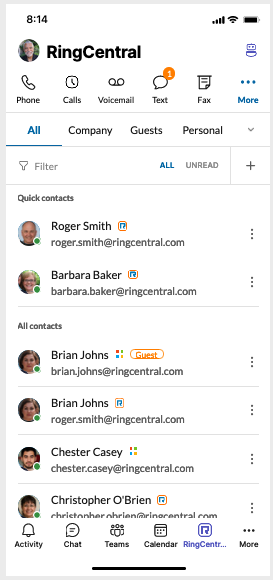 8:14
RingCentral
Phone Calls Voicemail 1 Text Fax More
All Company Guests Personal
Filter ALL UNREAD
Quick contacts
Roger Smith
roger.smith@ringcentral.com
Barbara Baker
barbara.baker@ringcentral.com
All contacts
Brian Johns Guest
brian.johns@ringcentral.com
Brian Johns
roger.smith@ringcentral.com
Chester Casey
chester.casey@ringcentral.com
Christopher O'Brien
christopher.obrien@ringcentral.com
Activity Chat Teams Calendar RingCentr... More